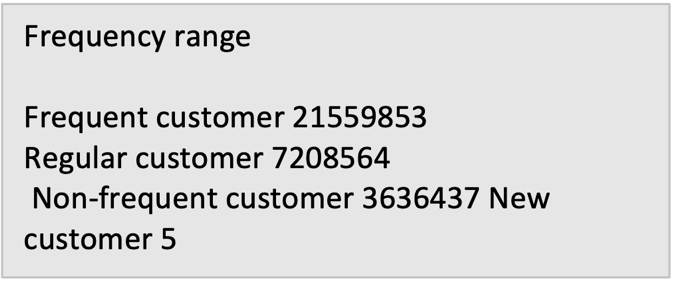 Frequency range
Frequent customer 21559853
Regular customer 7208564
Non-frequent customer 3636437 New
customer 5